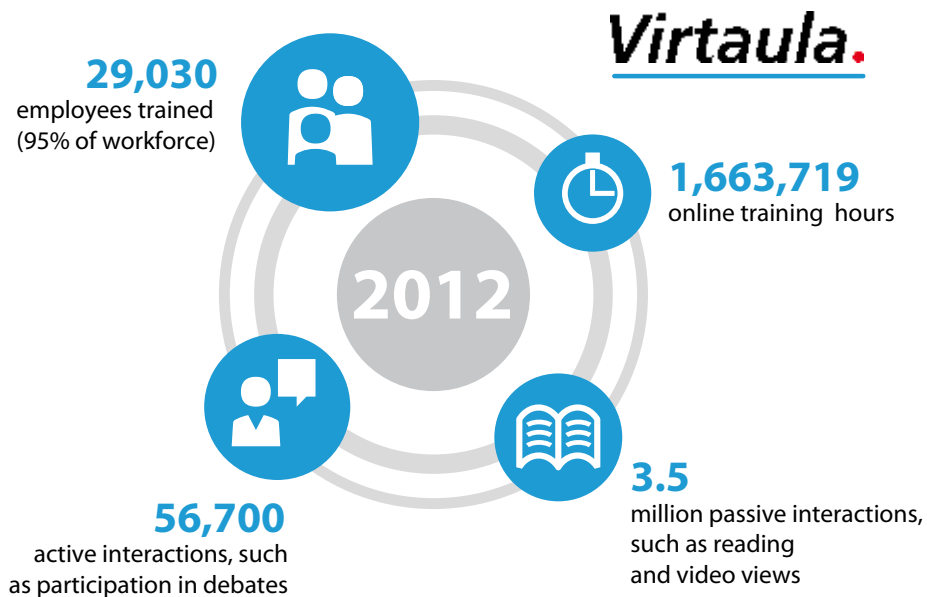 Virtaula.
29,030
employees trained
(95% of workforce)
1,663,719
online training hours
2012
56,700
active interactions, such
as participation in debates
3.5
million passive interactions,
such as reading
and video views